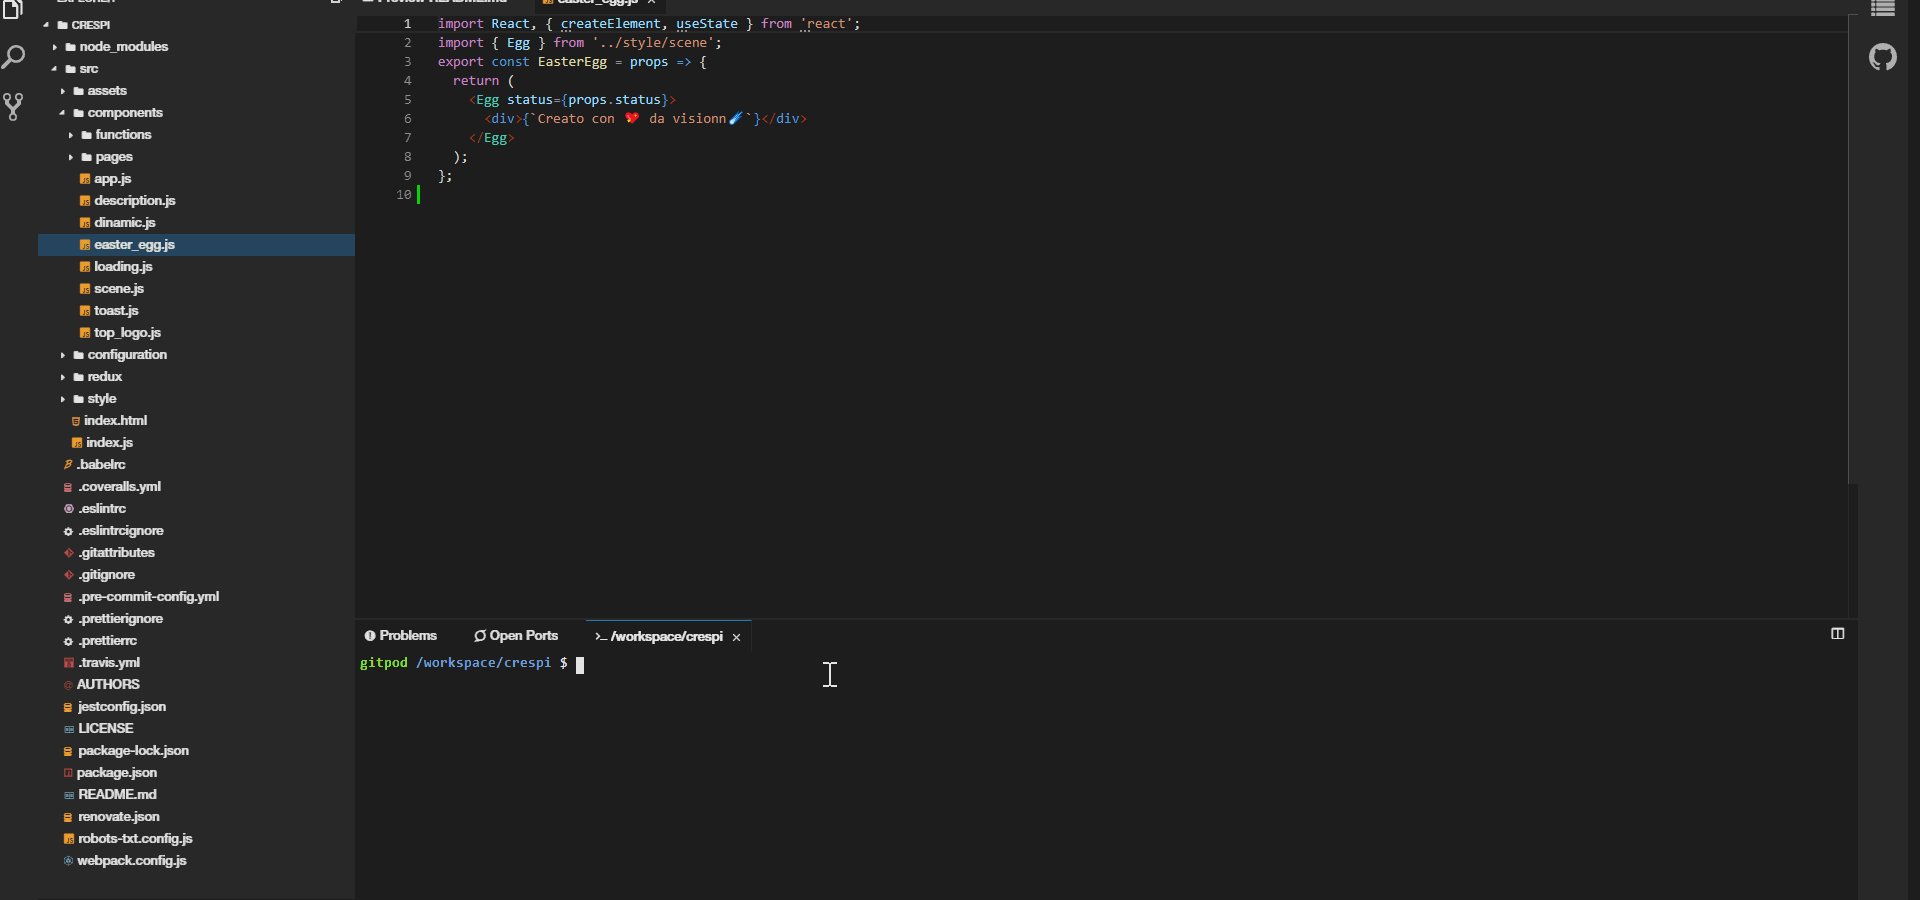 EXPLORER
CRESPI
node_modules
src
assets
components
functions
pages
app.js
description.js
dinamic.js
easter_egg.js
loading.js
scene.js
toast.js
top_logo.js
configuration
redux
style
index.html
index.js
.babelrc
.coveralls.yml
.eslintrc
.eslintrcignore
.gitattributes
.gitignore
.pre-commit-config.yml
.prettierignore
.prettierrc
.travis.yml
AUTHORS
jestconfig.json
LICENSE
package-lock.json
package.json
README.md
renovate.json
robots-txt.config.js
webpack.config.js
Preview README.md easter_egg.js ×
1 import React, { createElement, useState } from 'react';
2 import { Egg } from '../style/scene';
3 export const EasterEgg = props => {
4 return (
5 <Egg status={props.status}>
6 <div>{`Creato con 💖 da visionn☄️`}</div>
7 </Egg>
8 );
9 };
10
Problems Open Ports >_ /workspace/crespi ×
gitpod /workspace/crespi $